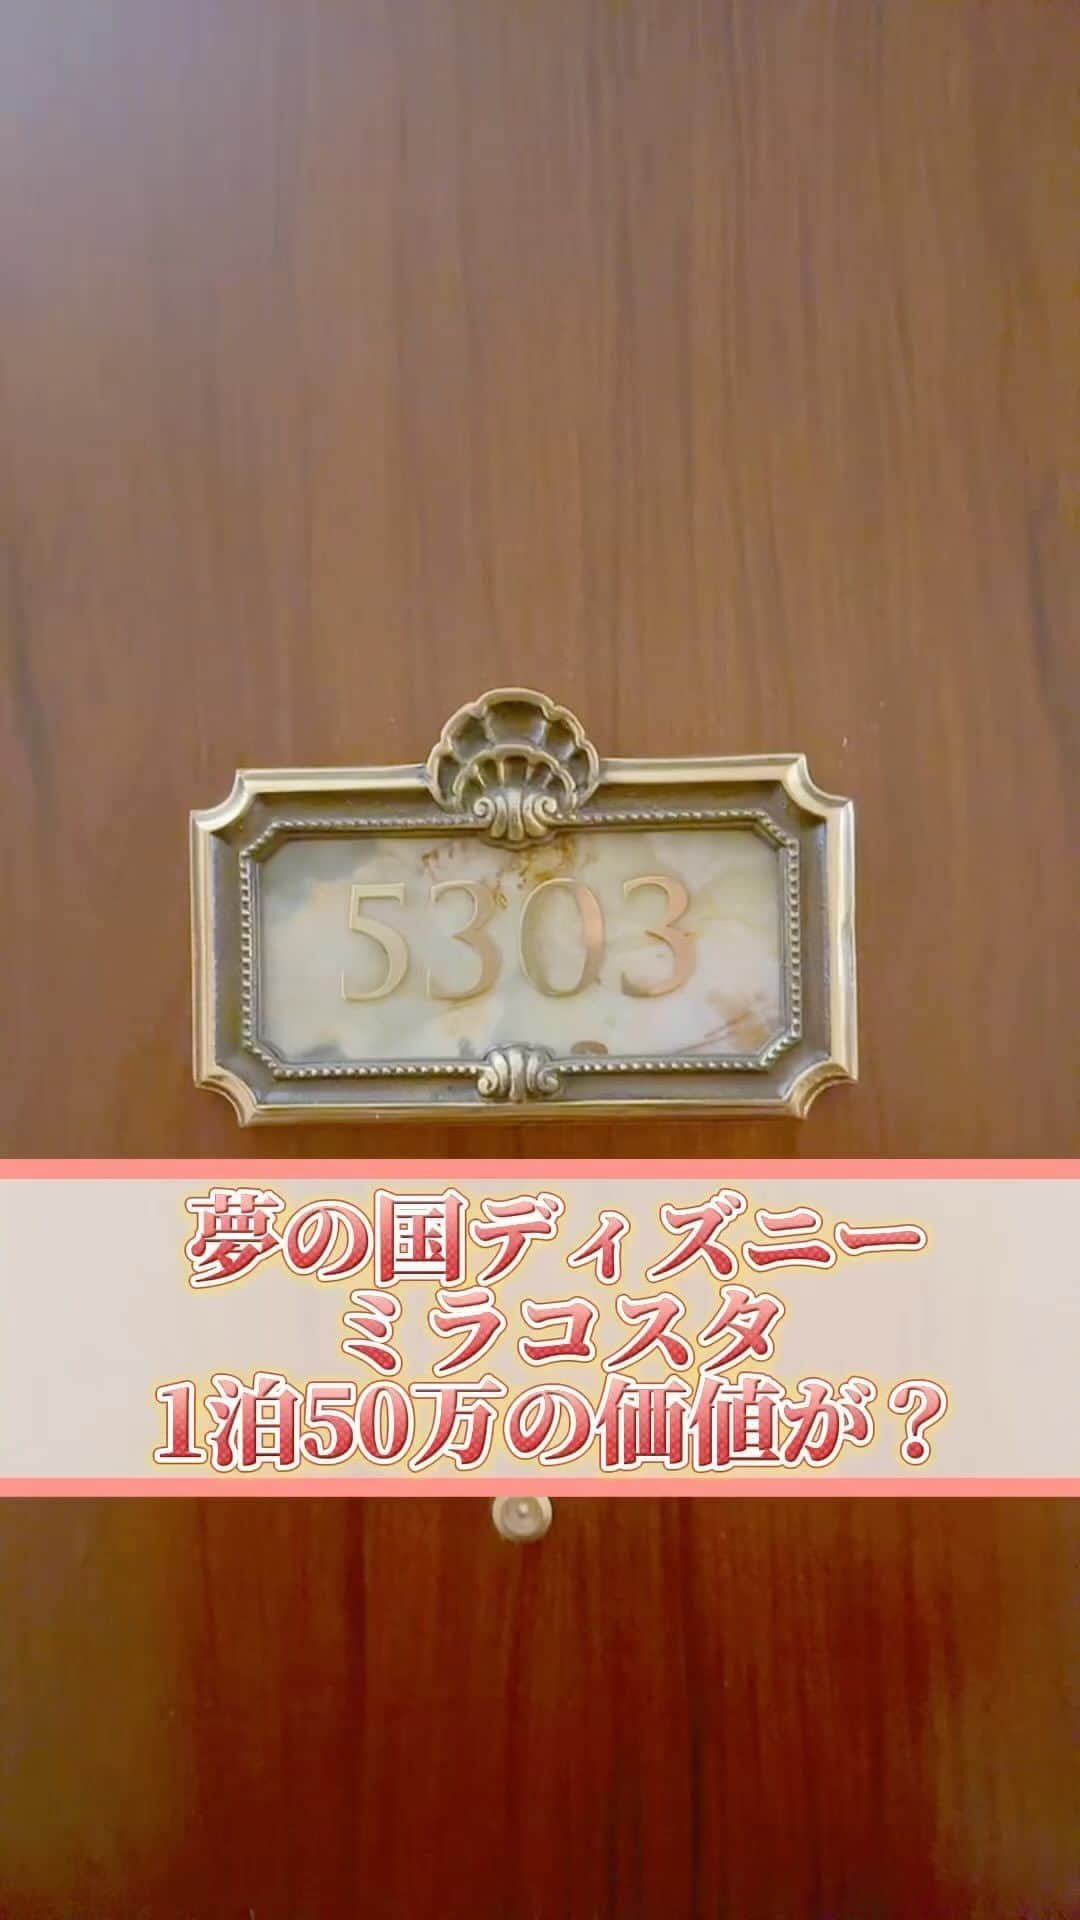 5303
夢の国ディズニー
ミラコスタ
1泊50万の価値が？